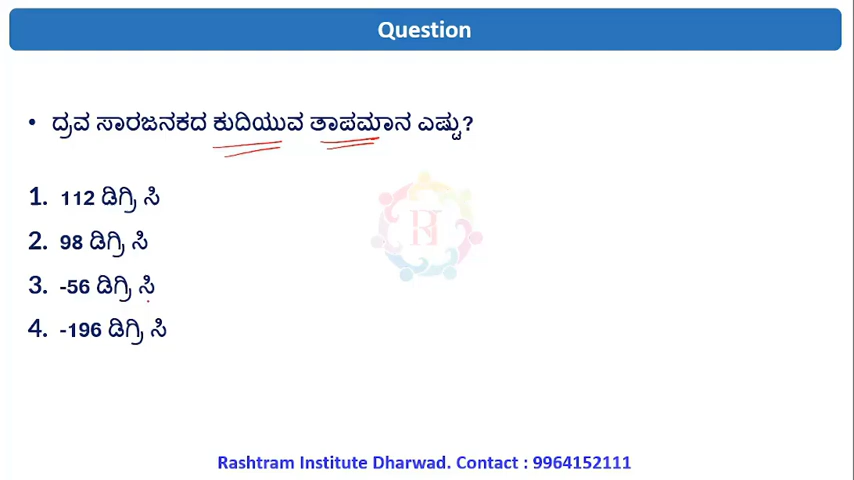 Question
• ದ್ರವ ಸಾರಜನಕದ ಕುದಿಯುವ ತಾಪಮಾನ ಎಷ್ಟು?
1. 112 ಡಿಗ್ರಿ ಸಿ
2. 98 ಡಿಗ್ರಿ ಸಿ
3. -56 ಡಿಗ್ರಿ ಸಿ
4. -196 ಡಿಗ್ರಿ ಸಿ
Rashtram Institute Dharwad. Contact : 9964152111